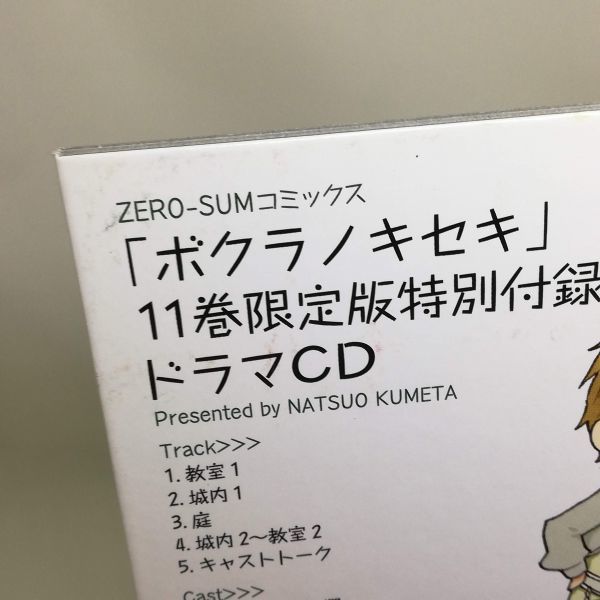 ZERO-SUMコミックス
「ボクラノキセキ」
11巻限定版特別付録
ドラマCD
Presented by NATSUO KUMETA
Track>>>
1. 教室1
2. 城内1
3. 庭
4. 城内2〜教室2
5. キャストトーク
Cast>>>